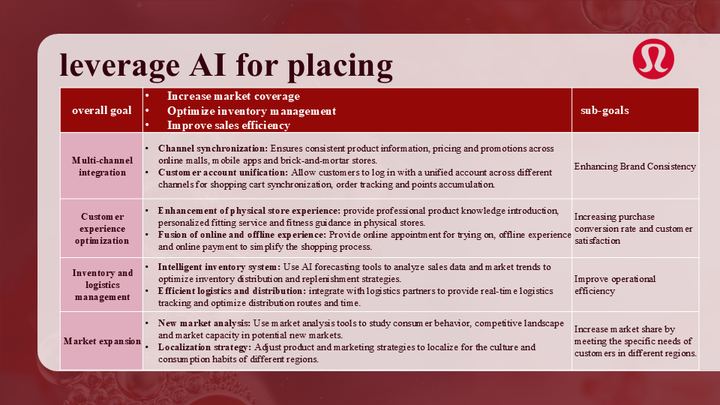 leverage AI for placing
overall goal
• Increase market coverage
• Optimize inventory management
• Improve sales efficiency
sub-goals
Multi-channel
integration
• Channel synchronization: Ensures consistent product information, pricing and promotions across
online malls, mobile apps and brick-and-mortar stores.
• Customer account unification: Allow customers to log in with a unified account across different
channels for shopping cart synchronization, order tracking and points accumulation.
Enhancing Brand Consistency
Customer
experience
optimization
• Enhancement of physical store experience: provide professional product knowledge introduction,
personalized fitting service and fitness guidance in physical stores.
• Fusion of online and offline experience: Provide online appointment for trying on, offline experience
and online payment to simplify the shopping process.
Increasing purchase
conversion rate and customer
satisfaction
Inventory and
logistics
management
• Intelligent inventory system: Use AI forecasting tools to analyze sales data and market trends to
optimize inventory distribution and replenishment strategies.
• Efficient logistics and distribution: integrate with logistics partners to provide real-time logistics
tracking and optimize distribution routes and time.
Improve operational
efficiency
Market expansion
• New market analysis: Use market analysis tools to study consumer behavior, competitive landscape
and market capacity in potential new markets.
• Localization strategy: Adjust product and marketing strategies to localize for the culture and
consumption habits of different regions.
Increase market share by
meeting the specific needs of
customers in different regions.